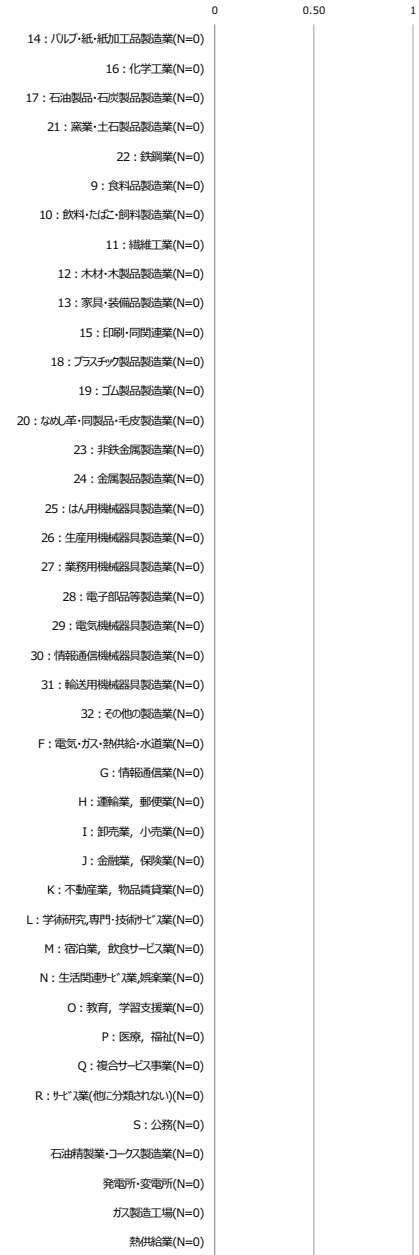 0 0.50 1
14：パルプ・紙・紙加工品製造業(N=0)
16：化学工業(N=0)
17：石油製品・石炭製品製造業(N=0)
21：窯業・土石製品製造業(N=0)
22：鉄鋼業(N=0)
9：食料品製造業(N=0)
10：飲料・たばこ・飼料製造業(N=0)
11：繊維工業(N=0)
12：木材・木製品製造業(N=0)
13：家具・装備品製造業(N=0)
15：印刷・同関連業(N=0)
18：プラスチック製品製造業(N=0)
19：ゴム製品製造業(N=0)
20：なめし革・同製品・毛皮製造業(N=0)
23：非鉄金属製造業(N=0)
24：金属製品製造業(N=0)
25：はん用機械器具製造業(N=0)
26：生産用機械器具製造業(N=0)
27：業務用機械器具製造業(N=0)
28：電子部品等製造業(N=0)
29：電気機械器具製造業(N=0)
30：情報通信機械器具製造業(N=0)
31：輸送用機械器具製造業(N=0)
32：その他の製造業(N=0)
F：電気・ガス・熱供給・水道業(N=0)
G：情報通信業(N=0)
H：運輸業，郵便業(N=0)
I：卸売業，小売業(N=0)
J：金融業，保険業(N=0)
K：不動産業，物品賃貸業(N=0)
L：学術研究,専門・技術ｻｰﾋﾞｽ業(N=0)
M：宿泊業，飲食サービス業(N=0)
N：生活関連ｻｰﾋﾞｽ業,娯楽業(N=0)
O：教育，学習支援業(N=0)
P：医療，福祉(N=0)
Q：複合サービス事業(N=0)
R：ｻｰﾋﾞｽ業(他に分類されない)(N=0)
S：公務(N=0)
石油精製業・コークス製造業(N=0)
発電所・変電所(N=0)
ガス製造工場(N=0)
熱供給業(N=0)